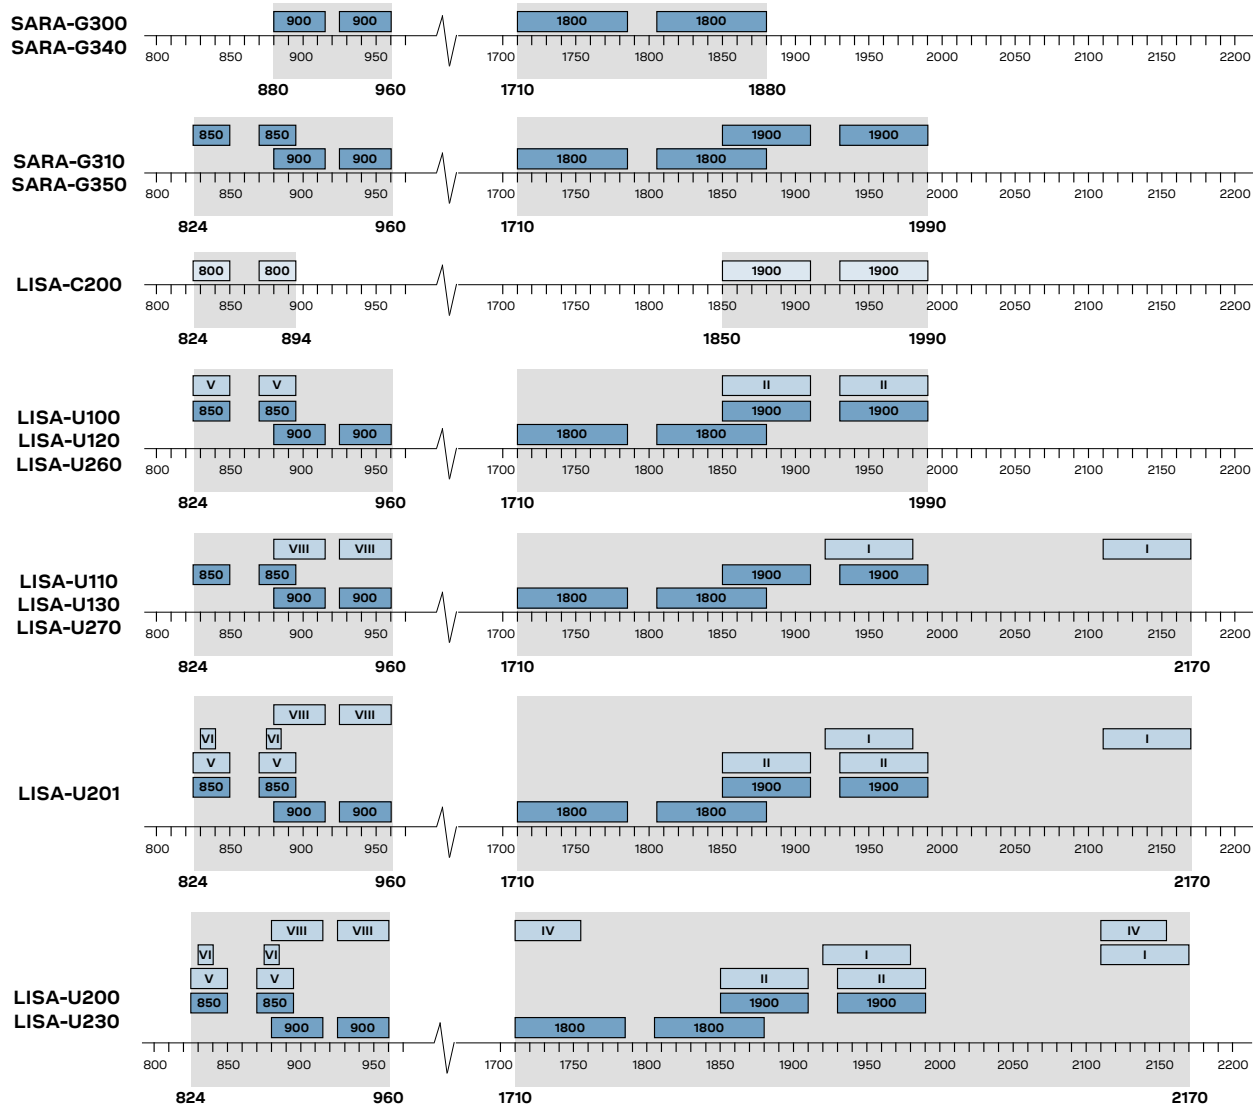 SARA-G300
SARA-G340
900 900 1800 1800
800 850 900 950 1700 1750 1800 1850 1900 1950 2000 2050 2100 2150 2200
880 960 1710 1880
SARA-G310
SARA-G350
850 850 1900 1900
900 900 1800 1800
800 850 900 950 1700 1750 1800 1850 1900 1950 2000 2050 2100 2150 2200
824 960 1710 1990
LISA-C200
800 800 1900 1900
800 850 900 950 1700 1750 1800 1850 1900 1950 2000 2050 2100 2150 2200
824 894 1850 1990
LISA-U100
LISA-U120
LISA-U260
V V II II
850 850 1900 1900
900 900 1800 1800
800 850 900 950 1700 1750 1800 1850 1900 1950 2000 2050 2100 2150 2200
824 960 1710 1990
LISA-U110
LISA-U130
LISA-U270
VIII VIII I I
850 850 1900 1900
900 900 1800 1800
800 850 900 950 1700 1750 1800 1850 1900 1950 2000 2050 2100 2150 2200
824 960 1710 2170
LISA-U201
VIII VIII
VI VI I I
V V II II
850 850 1900 1900
900 900 1800 1800
800 850 900 950 1700 1750 1800 1850 1900 1950 2000 2050 2100 2150 2200
824 960 1710 2170
LISA-U200
LISA-U230
VIII VIII IV IV
VI VI I I
V V II II
850 850 1900 1900
900 900 1800 1800
800 850 900 950 1700 1750 1800 1850 1900 1950 2000 2050 2100 2150 2200
824 960 1710 2170